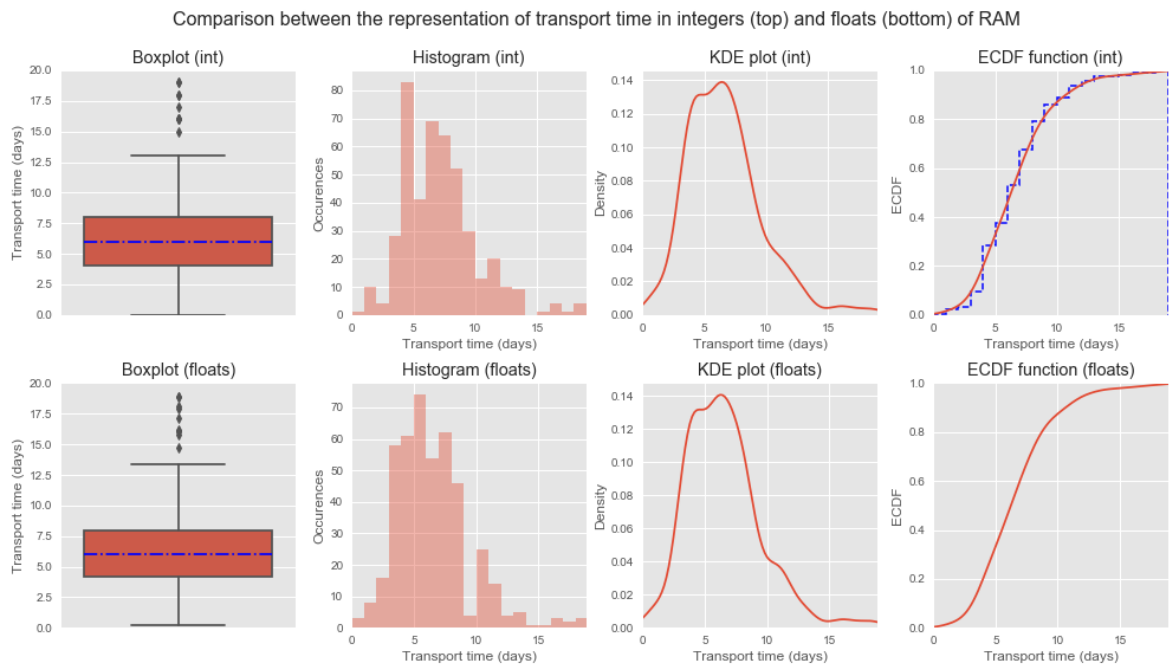 Comparison between the representation of transport time in integers (top) and floats (bottom) of RAM
Boxplot (int)
Transport time (days)
20.0
17.5
15.0
12.5
10.0
7.5
5.0
2.5
0.0
Histogram (int)
Occurences
80
70
60
50
40
30
20
10
0
0 5 10 15
Transport time (days)
KDE plot (int)
Density
0.14
0.12
0.10
0.08
0.06
0.04
0.02
0.00
0 5 10 15
Transport time (days)
ECDF function (int)
ECDF
1.0
0.8
0.6
0.4
0.2
0.0
0 5 10 15
Transport time (days)
Boxplot (floats)
Transport time (days)
20.0
17.5
15.0
12.5
10.0
7.5
5.0
2.5
0.0
Histogram (floats)
Occurences
70
60
50
40
30
20
10
0
0 5 10 15
Transport time (days)
KDE plot (floats)
Density
0.14
0.12
0.10
0.08
0.06
0.04
0.02
0.00
0 5 10 15
Transport time (days)
ECDF function (floats)
ECDF
1.0
0.8
0.6
0.4
0.2
0.0
0 5 10 15
Transport time (days)